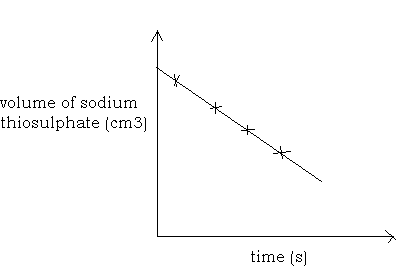 volume of sodium
thiosulphate (cm3)
time (s)